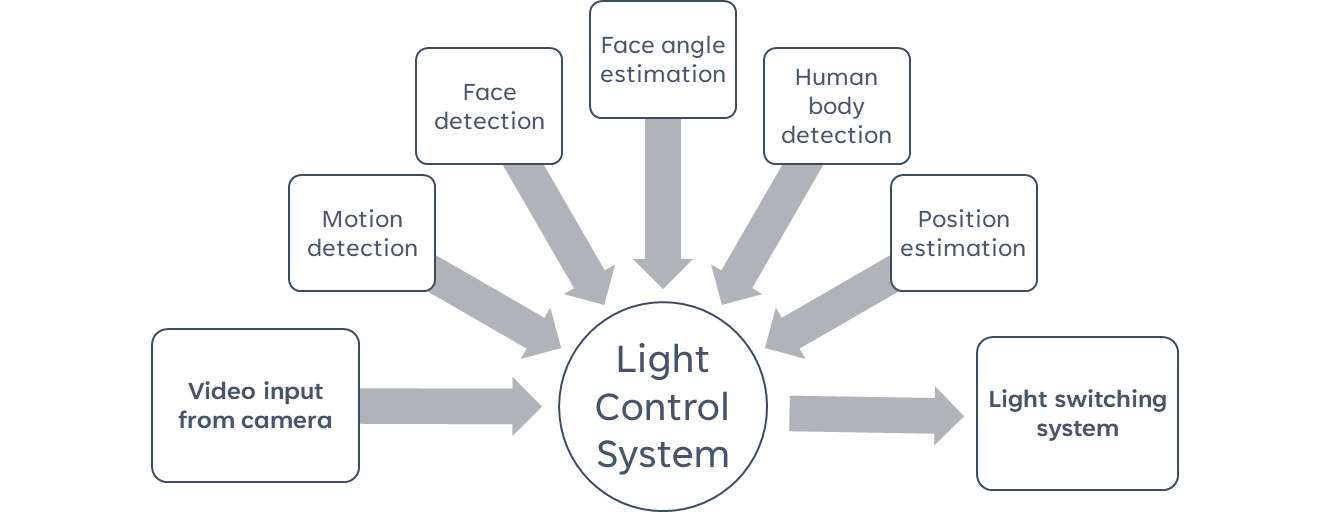 Face angle
estimation
Face
detection
Human
body
detection
Motion
detection
Position
estimation
Video input
from camera
Light
Control
System
Light switching
system